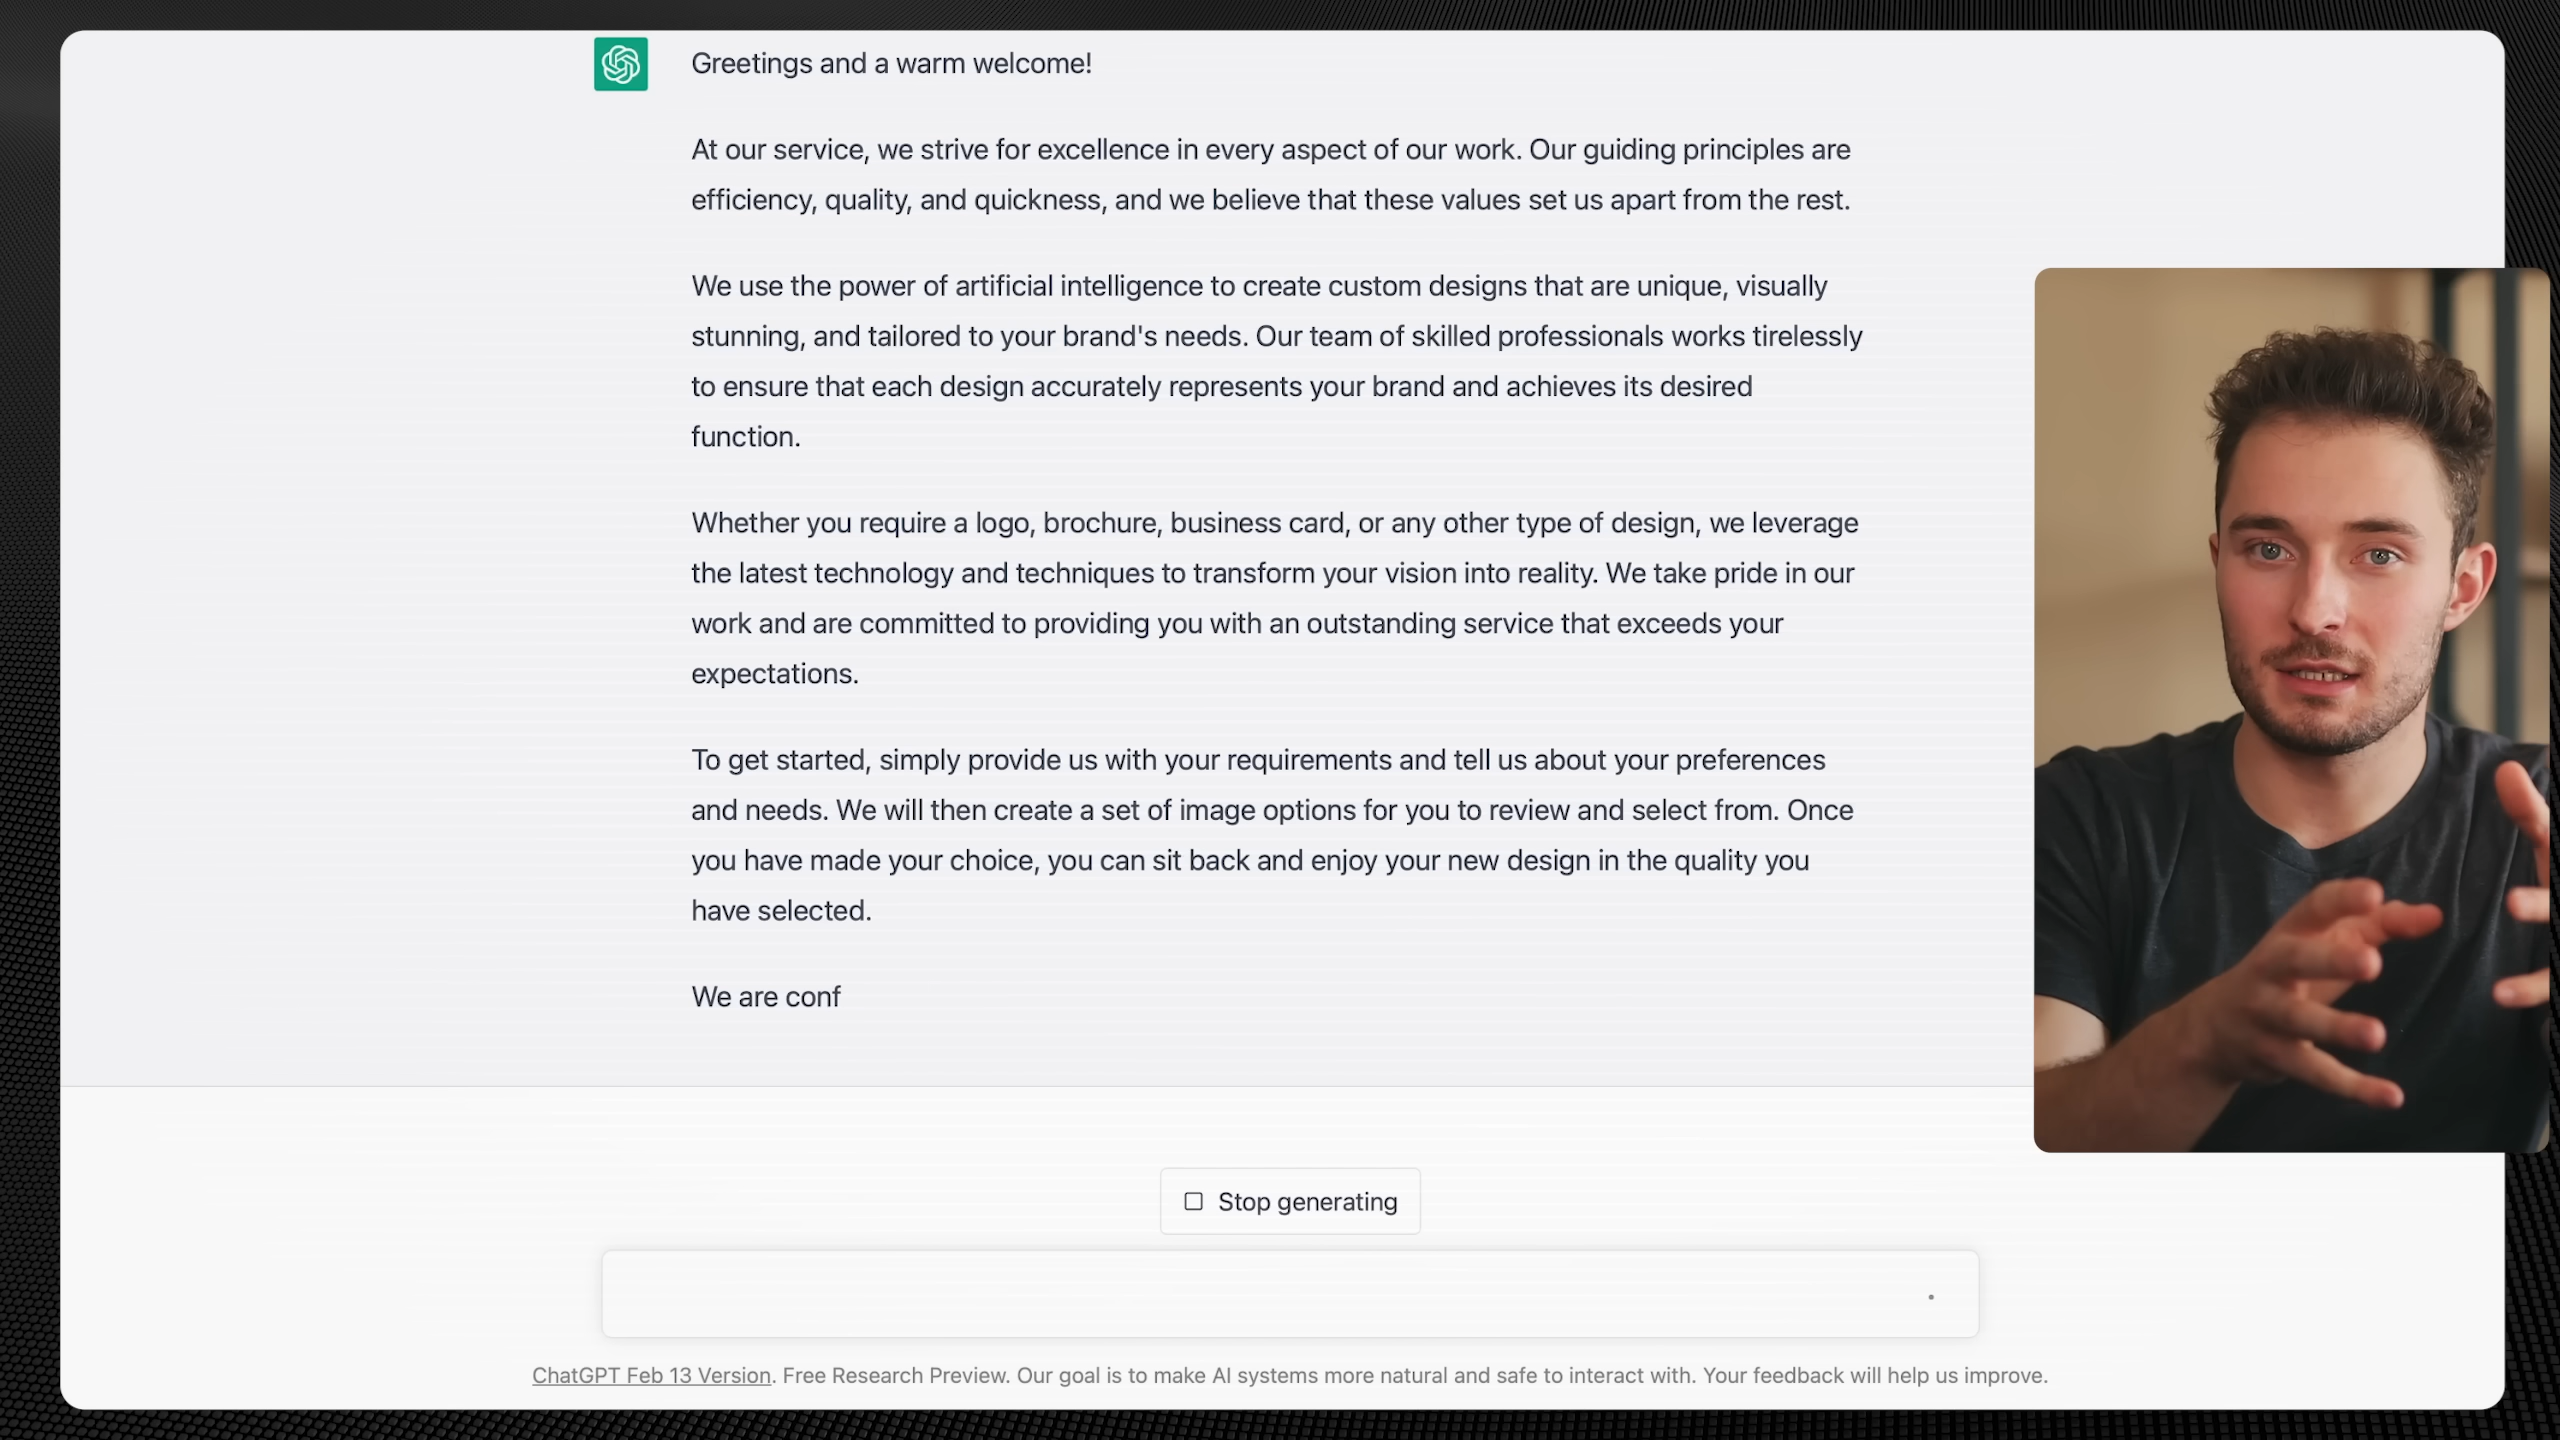 Greetings and a warm welcome!
At our service, we strive for excellence in every aspect of our work. Our guiding principles are
efficiency, quality, and quickness, and we believe that these values set us apart from the rest.
We use the power of artificial intelligence to create custom designs that are unique, visually
stunning, and tailored to your brand's needs. Our team of skilled professionals works tirelessly
to ensure that each design accurately represents your brand and achieves its desired
function.
Whether you require a logo, brochure, business card, or any other type of design, we leverage
the latest technology and techniques to transform your vision into reality. We take pride in our
work and are committed to providing you with an outstanding service that exceeds your
expectations.
To get started, simply provide us with your requirements and tell us about your preferences
and needs. We will then create a set of image options for you to review and select from. Once
you have made your choice, you can sit back and enjoy your new design in the quality you
have selected.
We are conf
Stop generating
ChatGPT Feb 13 Version. Free Research Preview. Our goal is to make AI systems more natural and safe to interact with. Your feedback will help us improve.